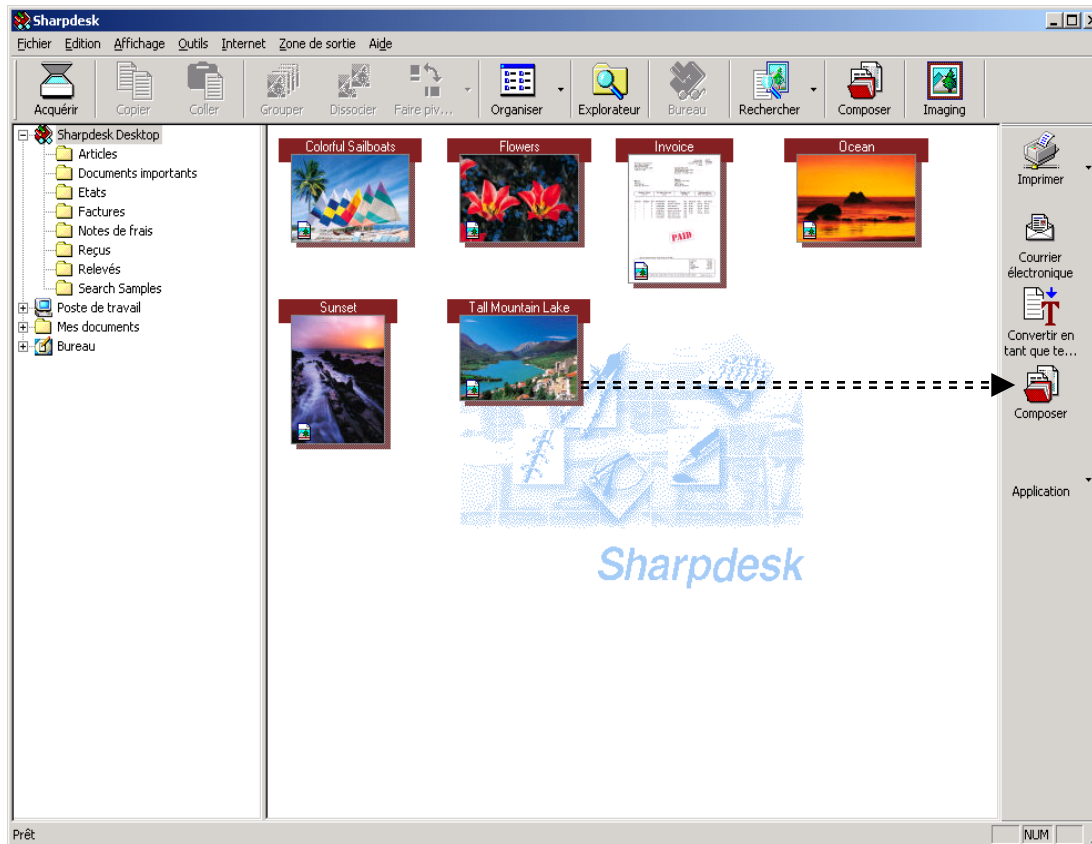 Sharpdesk
Fichier Edition Affichage Outils Internet Zone de sortie Aide
Acquérir Copier Coller Grouper Dissocier Faire piv... Organiser Explorateur Bureau Rechercher Composer Imaging
Sharpdesk Desktop
Articles
Documents importants
Etats
Factures
Notes de frais
Reçus
Relevés
Search Samples
Poste de travail
Mes documents
Bureau
Colorful Sailboats Flowers Invoice Ocean
PAID
Sunset Tall Mountain Lake
Sharpdesk
Imprimer
Courrier
électronique
Convertir en
tant que te...
Composer
Application
Prêt NUM